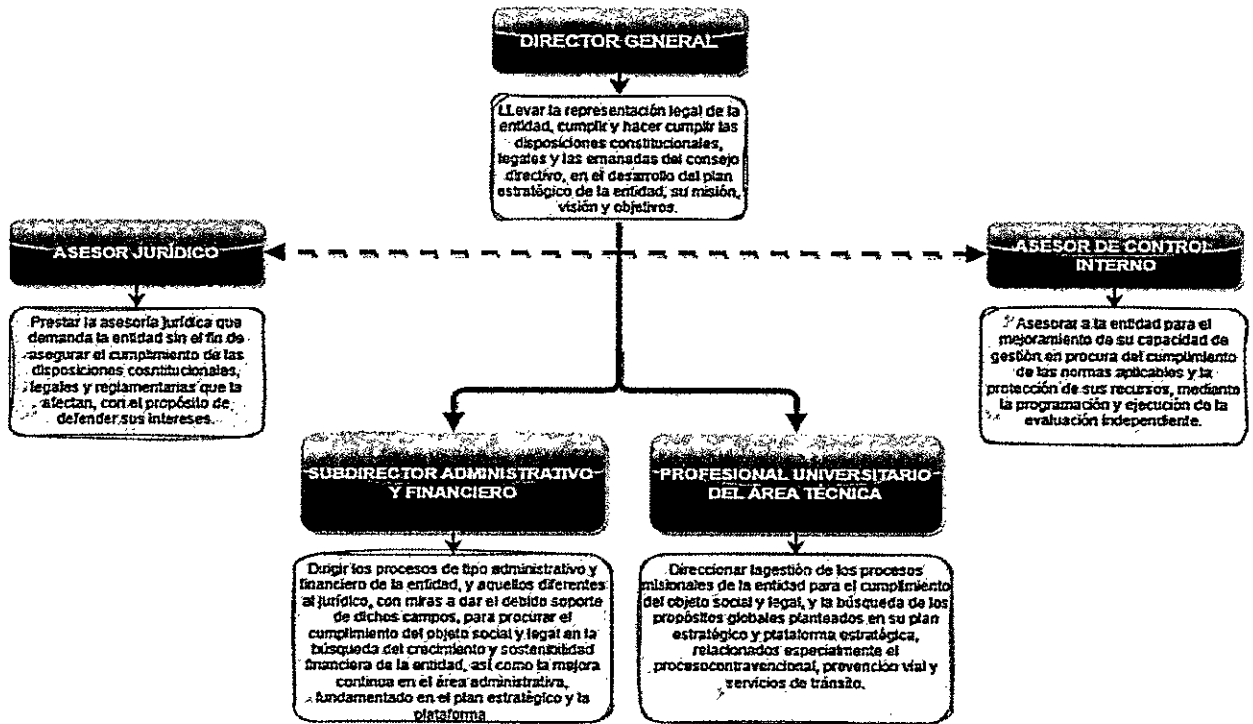 DIRECTOR GENERAL
LLevar la representación legal de la
entidad, cumplir y hacer cumplir las
disposiciones constitucionales,
legales y las emanadas del consejo
directivo, en el desarrollo del plan
estratégico de la entidad, su misión,
visión y objetivos.
ASESOR JURÍDICO
Prestar la asesoría jurídica que
demanda la entidad sin el fin de
asegurar el cumplimiento de las
disposiciones cosntitucionales,
legales y reglamentarias que la
afectan, con el propósito de
defender sus intereses.
ASESOR DE CONTROL
INTERNO
Asesorar a la entidad para el
mejoramiento de su capacidad de
gestión en procura del cumplimiento
de las normas aplicables y la
protección de sus recursos, mediante
la programación y ejecución de la
evaluación independiente.
SUBDIRECTOR ADMINISTRATIVO
Y FINANCIERO
Dirigir los procesos de tipo administrativo y
financiero de la entidad, y aquellos diferentes
al jurídico, con miras a dar el debido soporte
de dichos campos, para procurar el
cumplimiento del objeto social y legal en la
búsqueda del crecimiento y sostenibilidad
financiera de la entidad, así como la mejora
continua en el área administrativa,
fundamentado en el plan estratégico y la
plataforma
PROFESIONAL UNIVERSITARIO
DEL ÁREA TÉCNICA
Direccionar lagestión de los procesos
misionales de la entidad para el cumplimiento
del objeto social y legal, y la búsqueda de los
propósitos globales planteados en su plan
estratégico y plataforma estratégica,
relacionados especialmente el
procesocontravencional, prevención vial y
servicios de tránsito.